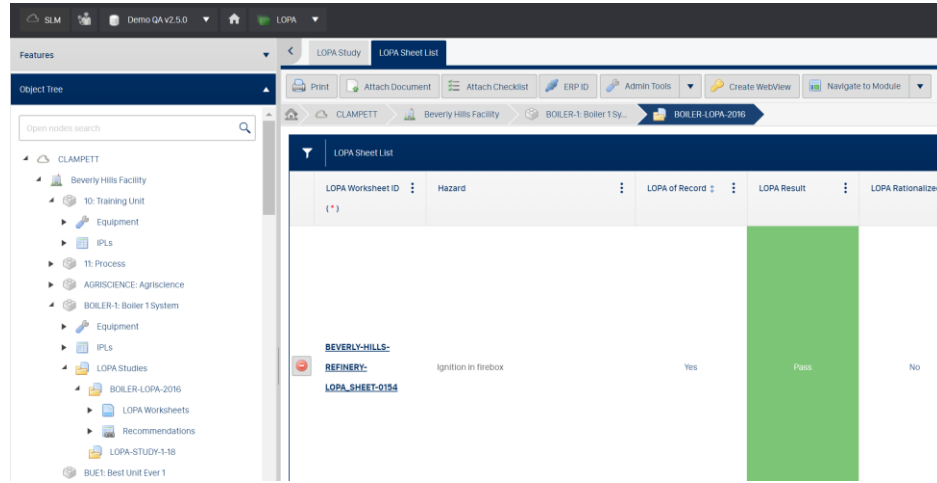 SLM Demo QA v2.5.0 LOPA
Features
LOPA Study LOPA Sheet List
Object Tree
Print Attach Document Attach Checklist ERP ID Admin Tools Create WebView Navigate to Module
Open nodes search
CLAMPETT Beverly Hills Facility BOILER-1: Boiler 1 Sy... BOILER-LOPA-2016
CLAMPETT
Beverly Hills Facility
10: Training Unit
Equipment
IPLs
11: Process
AGRISCIENCE: Agriscience
BOILER-1: Boiler 1 System
Equipment
IPLs
LOPA Studies
BOILER-LOPA-2016
LOPA Worksheets
Recommendations
LOPA-STUDY-1-18
BUE1: Best Unit Ever 1
LOPA Sheet List
LOPA Worksheet ID Hazard LOPA of Record LOPA Result LOPA Rationalized
(*)
BEVERLY-HILLS-
REFINERY-
LOPA_SHEET-0154
Ignition in firebox Yes Pass No